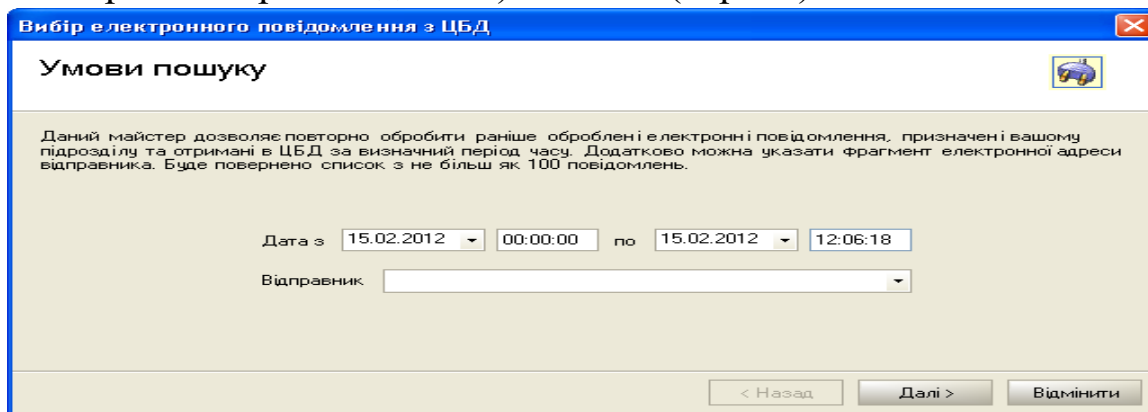 Вибір електронного повідомлення з ЦБД
Умови пошуку
Даний майстер дозволяє повторно обробити раніше оброблені електронні повідомлення, призначені вашому
підрозділу та отримані в ЦБД за визначний період часу. Додатково можна указати фрагмент електронної адреси
відправника. Буде повернено список з не більш як 100 повідомлень.
Дата з 15.02.2012 00:00:00 по 15.02.2012 12:06:18
Відправник
< Назад Далі > Відмінити